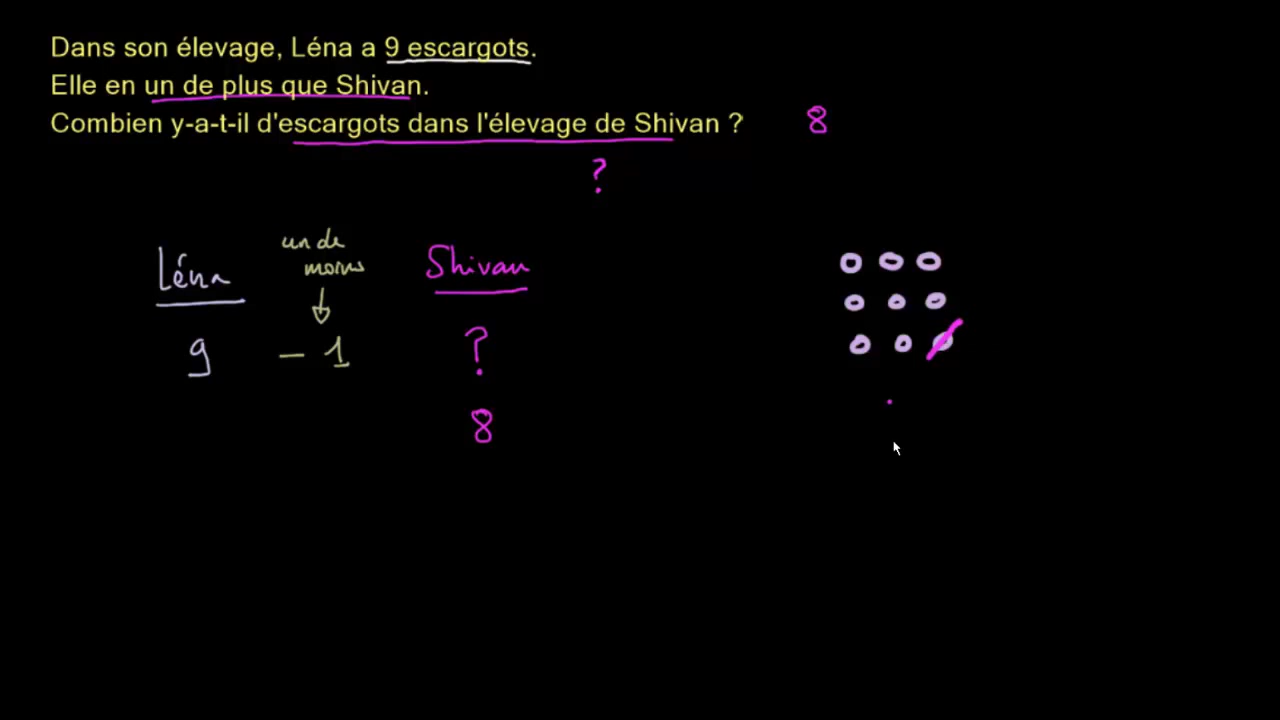 Dans son élevage, Léna a 9 escargots.
Elle en un de plus que Shivan.
Combien y-a-t-il d'escargots dans l'élevage de Shivan ? 8
?
Léna un de moins Shivan
9 - 1 ?
8